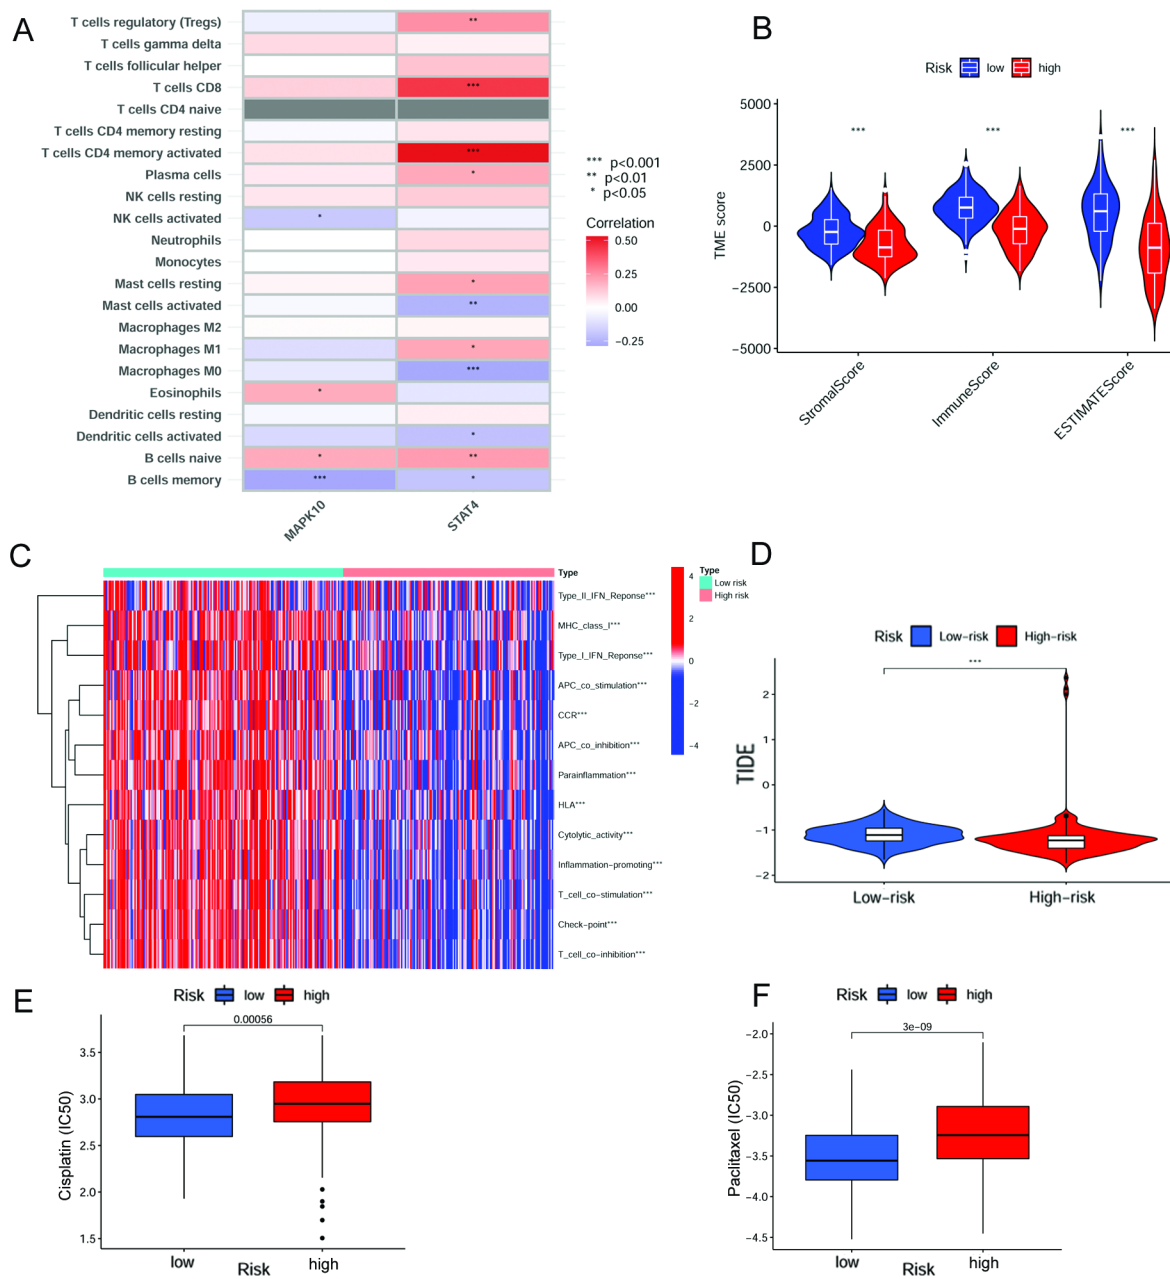 A
T cells regulatory (Tregs)
**
T cells gamma delta
T cells follicular helper
T cells CD8
***
T cells CD4 naive
T cells CD4 memory resting
T cells CD4 memory activated
***
Plasma cells
*
NK cells resting
NK cells activated
*
Neutrophils
Monocytes
Mast cells resting
*
Mast cells activated
**
Macrophages M2
Macrophages M1
*
Macrophages M0
***
Eosinophils
*
Dendritic cells resting
Dendritic cells activated
*
B cells naive
* **
B cells memory
*** *
MAPK10
STAT4
*** p<0.001
** p<0.01
* p<0.05
Correlation
0.50
0.25
0.00
−0.25
B
Risk low high
TME score
5000
2500
0
−2500
−5000
*** *** ***
StromalScore
ImmuneScore
ESTIMATEScore
C
Type
Type_II_IFN_Reponse***
MHC_class_I***
Type_I_IFN_Reponse***
APC_co_stimulation***
CCR***
APC_co_inhibition***
Parainflammation***
HLA***
Cytolytic_activity***
Inflammation−promoting***
T_cell_co−stimulation***
Check−point***
T_cell_co−inhibition***
4
2
0
−2
−4
Type
Low risk
High risk
D
Risk Low−risk High−risk
***
TIDE
2
1
0
−1
−2
Low−risk High−risk
E
Risk low high
0.00056
Cisplatin (IC50)
3.5
3.0
2.5
2.0
1.5
low high
Risk
F
Risk low high
3e−09
Paclitaxel (IC50)
−2.0
−2.5
−3.0
−3.5
−4.0
−4.5
low high
Risk